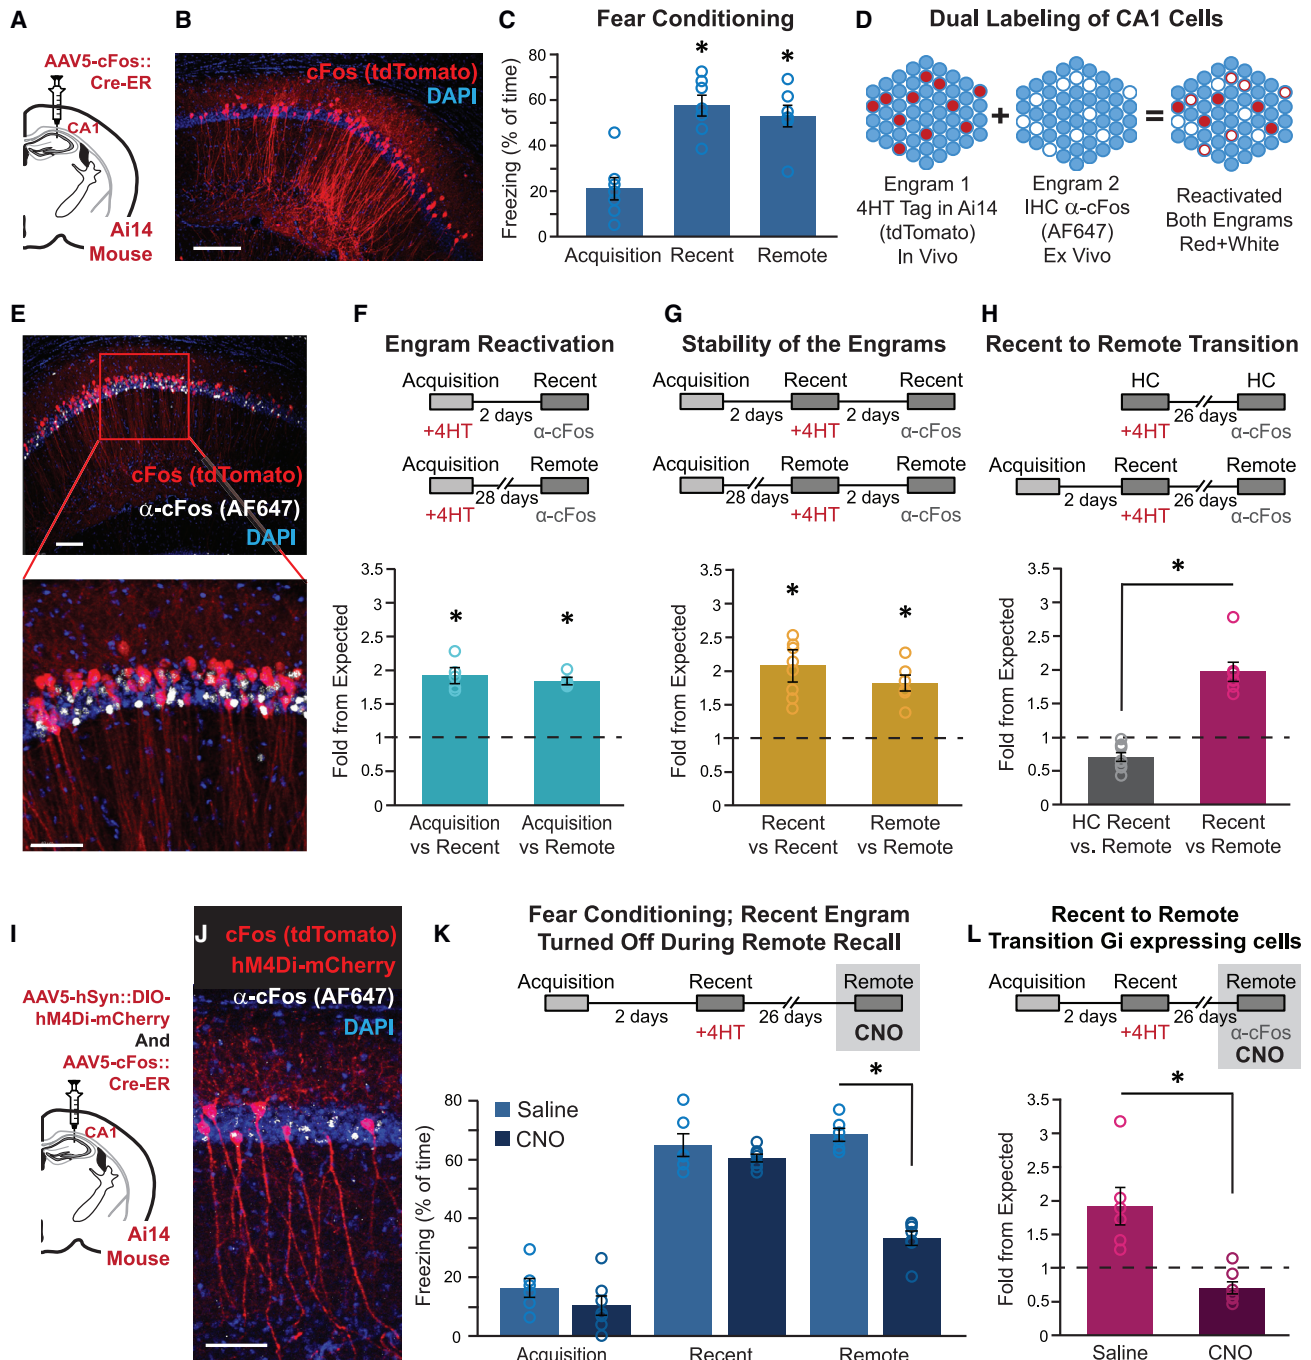 A
AAV5-cFos::
Cre-ER
CA1
Ai14
Mouse
B
cFos (tdTomato)
DAPI
C
Fear Conditioning
Freezing (% of time)
80
60
40
20
0
*
*
Acquisition
Recent
Remote
D
Dual Labeling of CA1 Cells
+
=
Engram 1
4HT Tag in Ai14
(tdTomato)
In Vivo
Engram 2
IHC α-cFos
(AF647)
Ex Vivo
Reactivated
Both Engrams
Red+White
E
cFos (tdTomato)
α-cFos (AF647)
DAPI
F
Engram Reactivation
Acquisition
Recent
2 days
+4HT
α-cFos
Acquisition
Remote
28 days
+4HT
α-cFos
Fold from Expected
3.5
3
2.5
2
1.5
1
0.5
0
*
*
Acquisition
vs Recent
Acquisition
vs Remote
G
Stability of the Engrams
Acquisition
Recent
Recent
2 days
2 days
+4HT
α-cFos
Acquisition
Remote
Remote
28 days
2 days
+4HT
α-cFos
Fold from Expected
3.5
3
2.5
2
1.5
1
0.5
0
*
*
Recent
vs Recent
Remote
vs Remote
H
Recent to Remote Transition
HC
HC
26 days
+4HT
α-cFos
Acquisition
Recent
Remote
2 days
26 days
+4HT
α-cFos
Fold from Expected
3.5
3
2.5
2
1.5
1
0.5
0
*
HC Recent
vs. Remote
Recent
vs Remote
I
AAV5-hSyn::DIO-
hM4Di-mCherry
And
AAV5-cFos::
Cre-ER
CA1
Ai14
Mouse
J
cFos (tdTomato)
hM4Di-mCherry
α-cFos (AF647)
DAPI
K
Fear Conditioning; Recent Engram
Turned Off During Remote Recall
Acquisition
Recent
Remote
2 days
26 days
+4HT
CNO
Freezing (% of time)
80
60
40
20
0
Saline
CNO
*
Acquisition
Recent
Remote
L
Recent to Remote
Transition Gi expressing cells
Acquisition
Recent
Remote
2 days
26 days
+4HT
α-cFos
CNO
Fold from Expected
3.5
3
2.5
2
1.5
1
0.5
0
*
Saline
CNO